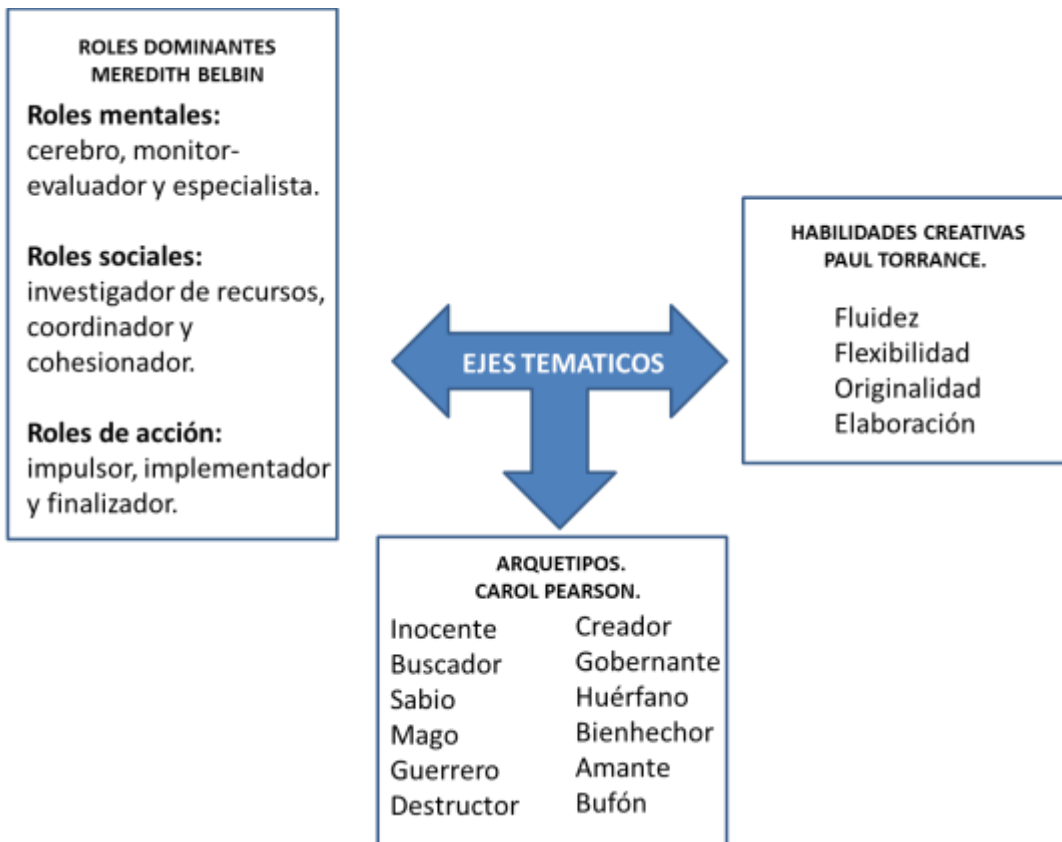 ROLES DOMINANTES
MEREDITH BELBIN
Roles mentales:
cerebro, monitor-
evaluador y especialista.
Roles sociales:
investigador de recursos,
coordinador y
cohesionador.
Roles de acción:
impulsor, implementador
y finalizador.
EJES TEMATICOS
HABILIDADES CREATIVAS
PAUL TORRANCE.
Fluidez
Flexibilidad
Originalidad
Elaboración
ARQUETIPOS.
CAROL PEARSON.
Inocente
Buscador
Sabio
Mago
Guerrero
Destructor
Creador
Gobernante
Huérfano
Bienhechor
Amante
Bufón